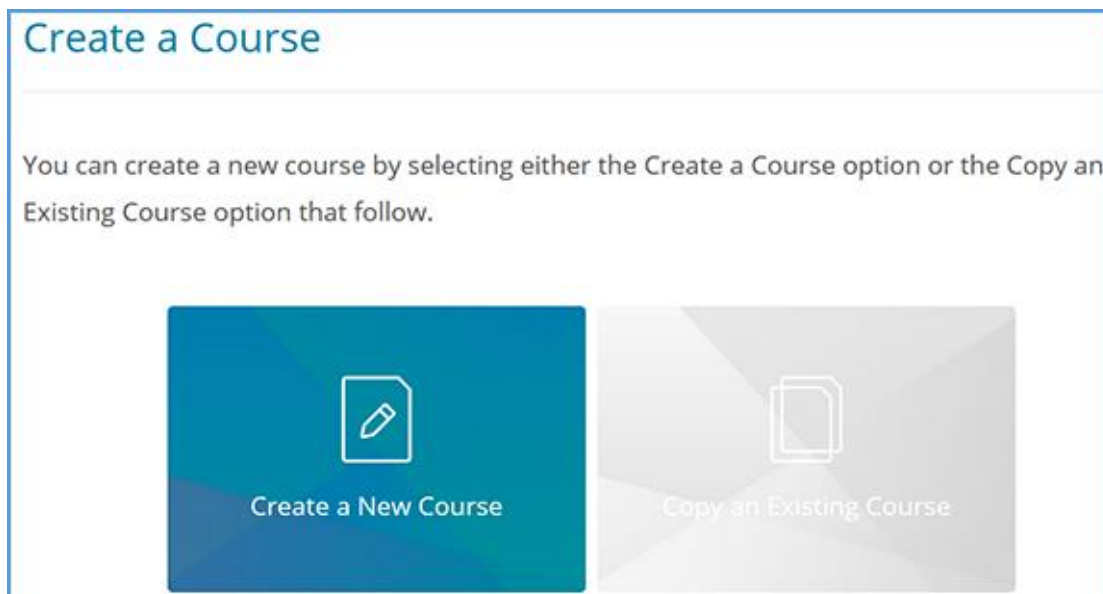 Create a Course
You can create a new course by selecting either the Create a Course option or the Copy an
Existing Course option that follow.
Create a New Course
Copy an Existing Course